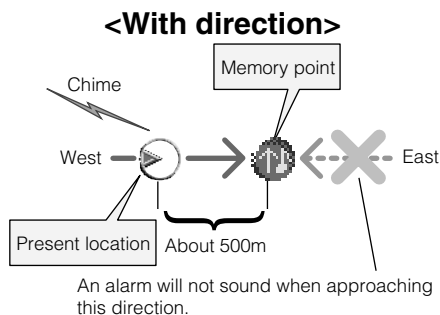 <With direction>
Memory point
Chime
West
East
Present location
About 500m
An alarm will not sound when approaching
this direction.